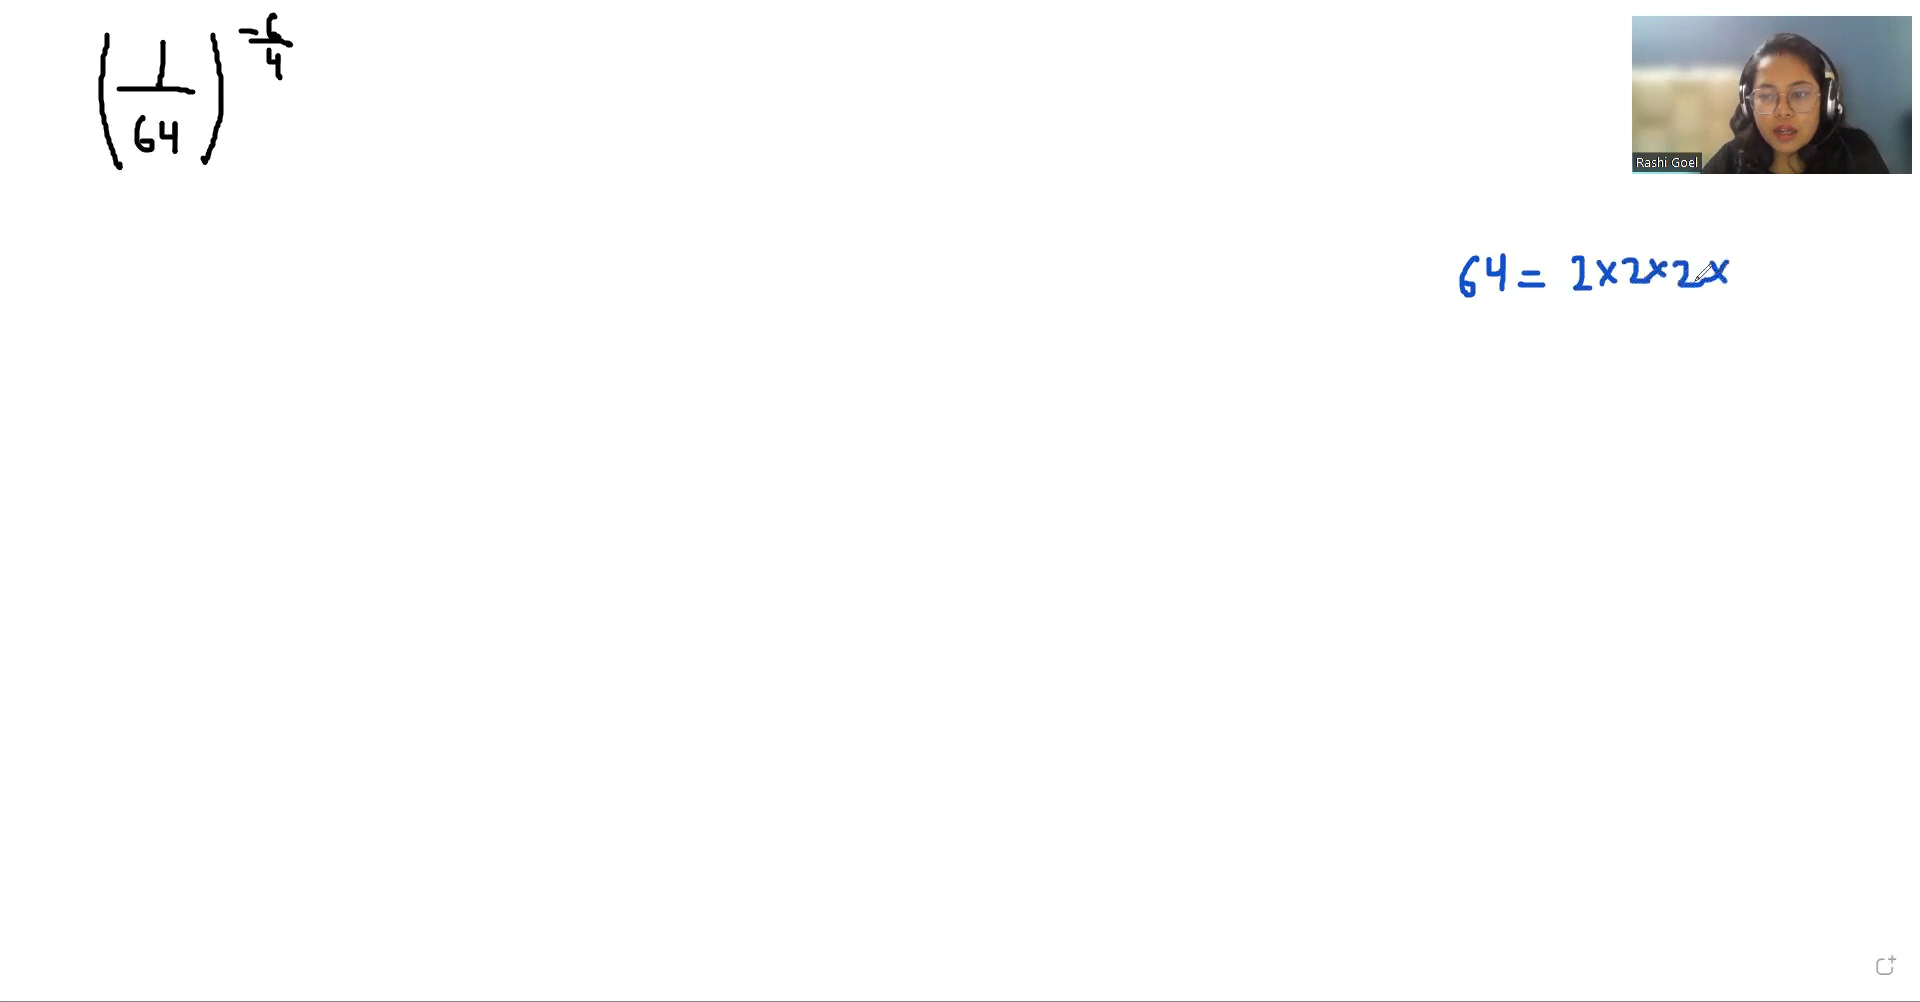 (1/64)^(-6/4)
Rashi Goel
64 = 2×2×2×